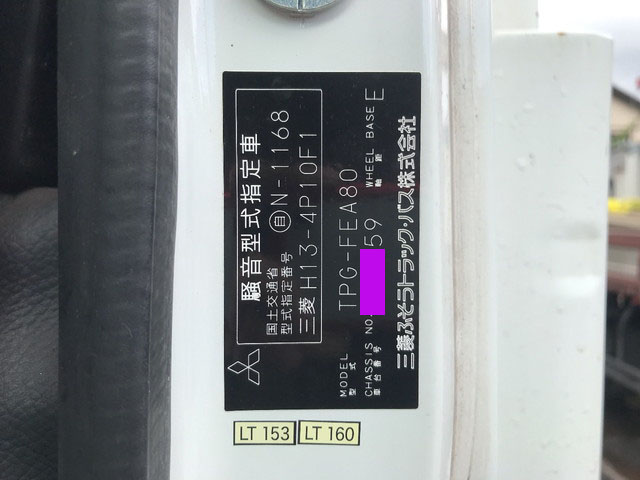 騒音型式指定車
国土交通省
型式指定番号
自 N-1168
三菱 H13-4P10F1
MODEL
型式
TPG-FEA80
CHASSIS NO.
車台番号
59
WHEEL BASE
軸距
E
三菱ふそうトラック・バス株式会社
LT 153
LT 160